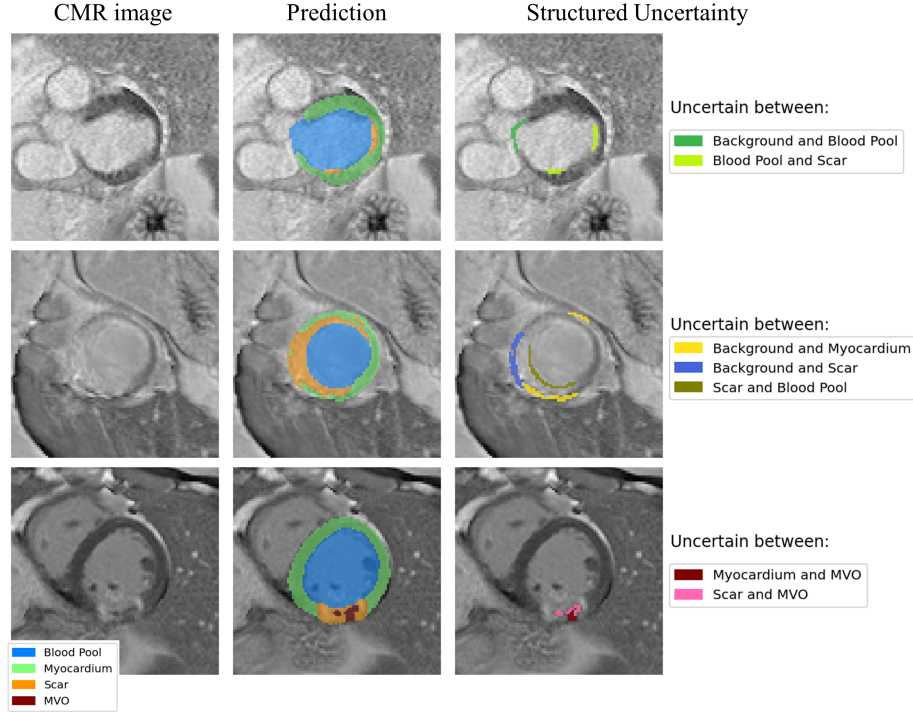 CMR image
Prediction
Structured Uncertainty
Uncertain between:
Background and Blood Pool
Blood Pool and Scar
Uncertain between:
Background and Myocardium
Background and Scar
Scar and Blood Pool
Uncertain between:
Myocardium and MVO
Scar and MVO
Blood Pool
Myocardium
Scar
MVO